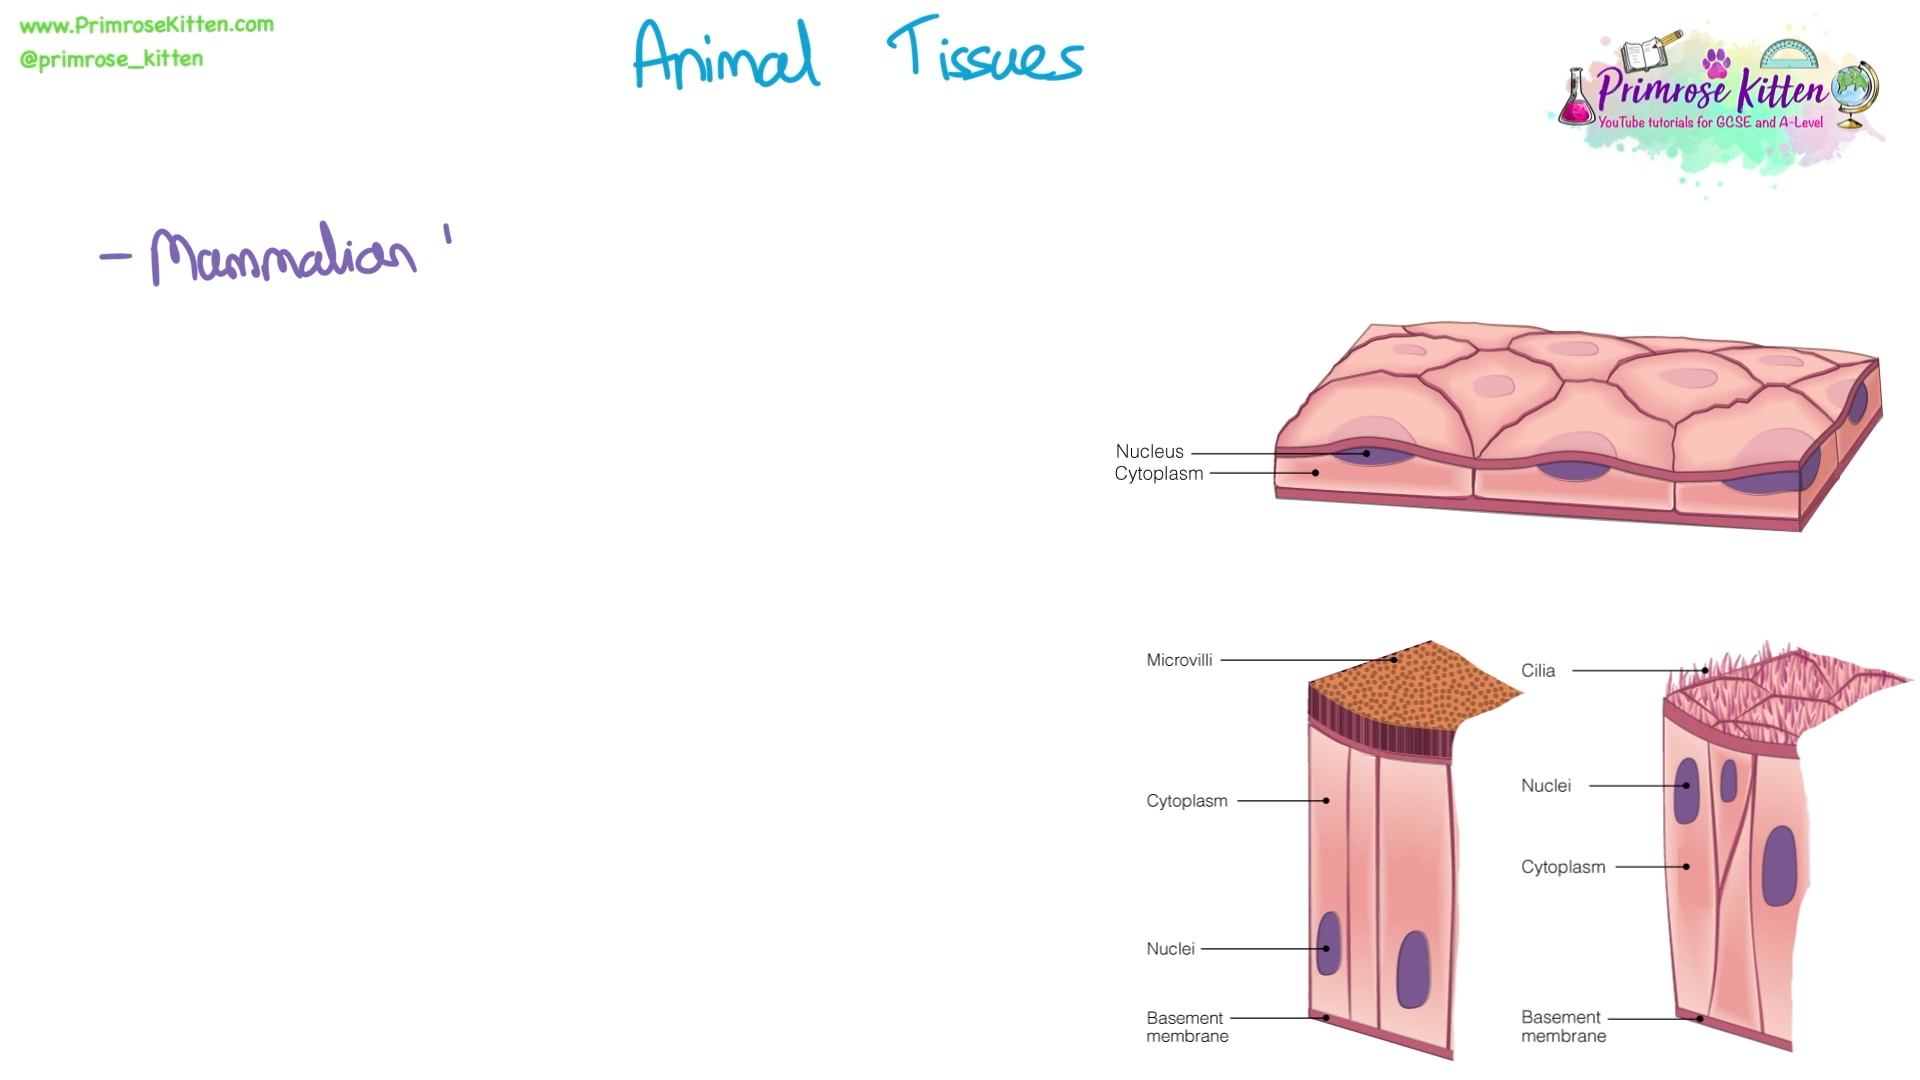 www.PrimroseKitten.com
@primrose_kitten
Animal Tissues
Primrose Kitten
YouTube tutorials for GCSE and A-Level
- Mammalian '
Nucleus
Cytoplasm
Microvilli
Cytoplasm
Nuclei
Basement
membrane
Cilia
Nuclei
Cytoplasm
Basement
membrane